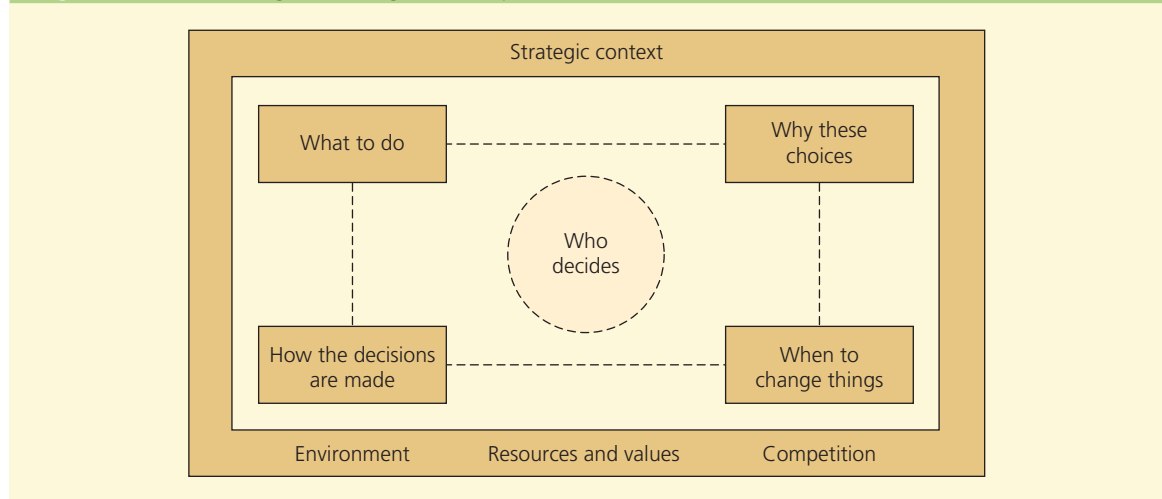 Strategic context
What to do
Why these
choices
Who
decides
How the decisions
are made
When to
change things
Environment
Resources and values
Competition